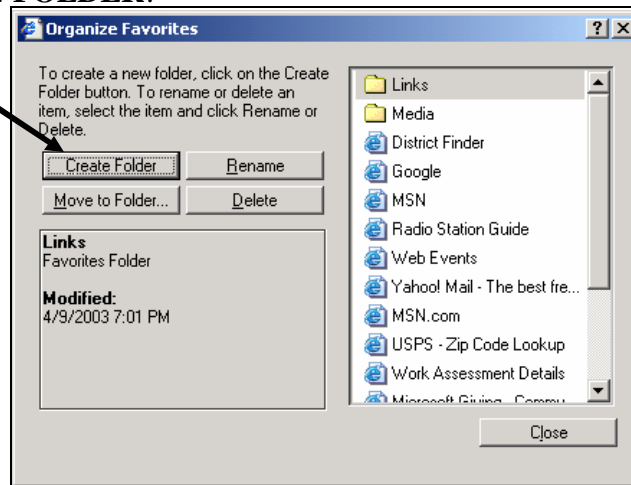 FOLDER.
Organize Favorites
To create a new folder, click on the Create
Folder button. To rename or delete an
item, select the item and click Rename or
Delete.
Create Folder
Rename
Move to Folder...
Delete
Links
Favorites Folder
Modified:
4/9/2003 7:01 PM
Links
Media
District Finder
Google
MSN
Radio Station Guide
Web Events
Yahoo! Mail - The best fre...
MSN.com
USPS - Zip Code Lookup
Work Assessment Details
Microsoft Giving - Commu
Close